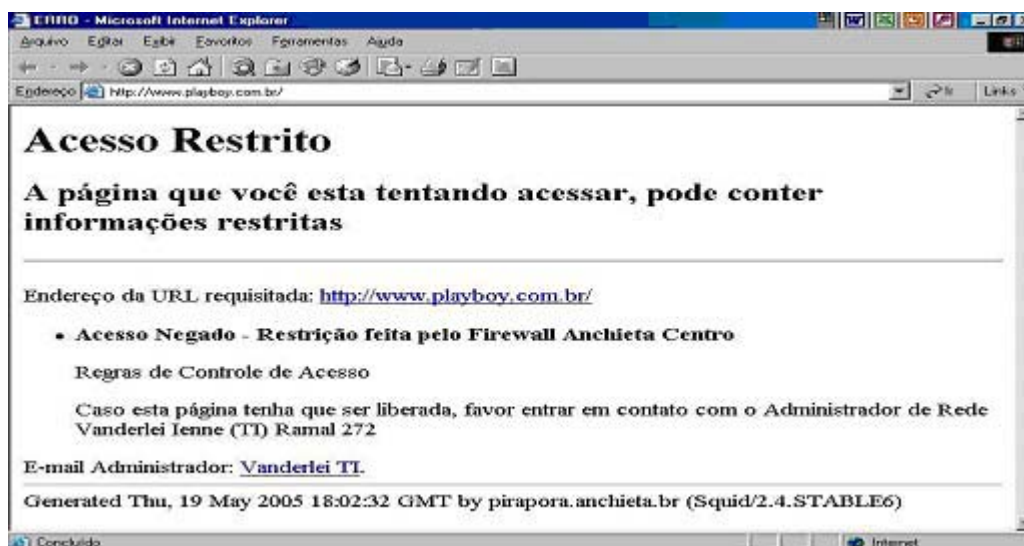 ERRO - Microsoft Internet Explorer
Arquivo Editar Exibir Favoritos Ferramentas Ajuda
Endereço http://www.playboy.com.br/ Ir Links
Acesso Restrito
A página que você esta tentando acessar, pode conter
informações restritas
Endereço da URL requisitada: http://www.playboy.com.br/
• Acesso Negado - Restrição feita pelo Firewall Anchieta Centro
Regras de Controle de Acesso
Caso esta página tenha que ser liberada, favor entrar em contato com o Administrador de Rede
Vanderlei Ienne (TI) Ramal 272
E-mail Administrador: Vanderlei TI.
Generated Thu, 19 May 2005 18:02:32 GMT by pirapora.anchieta.br (Squid/2.4.STABLE6)
Concluído Internet